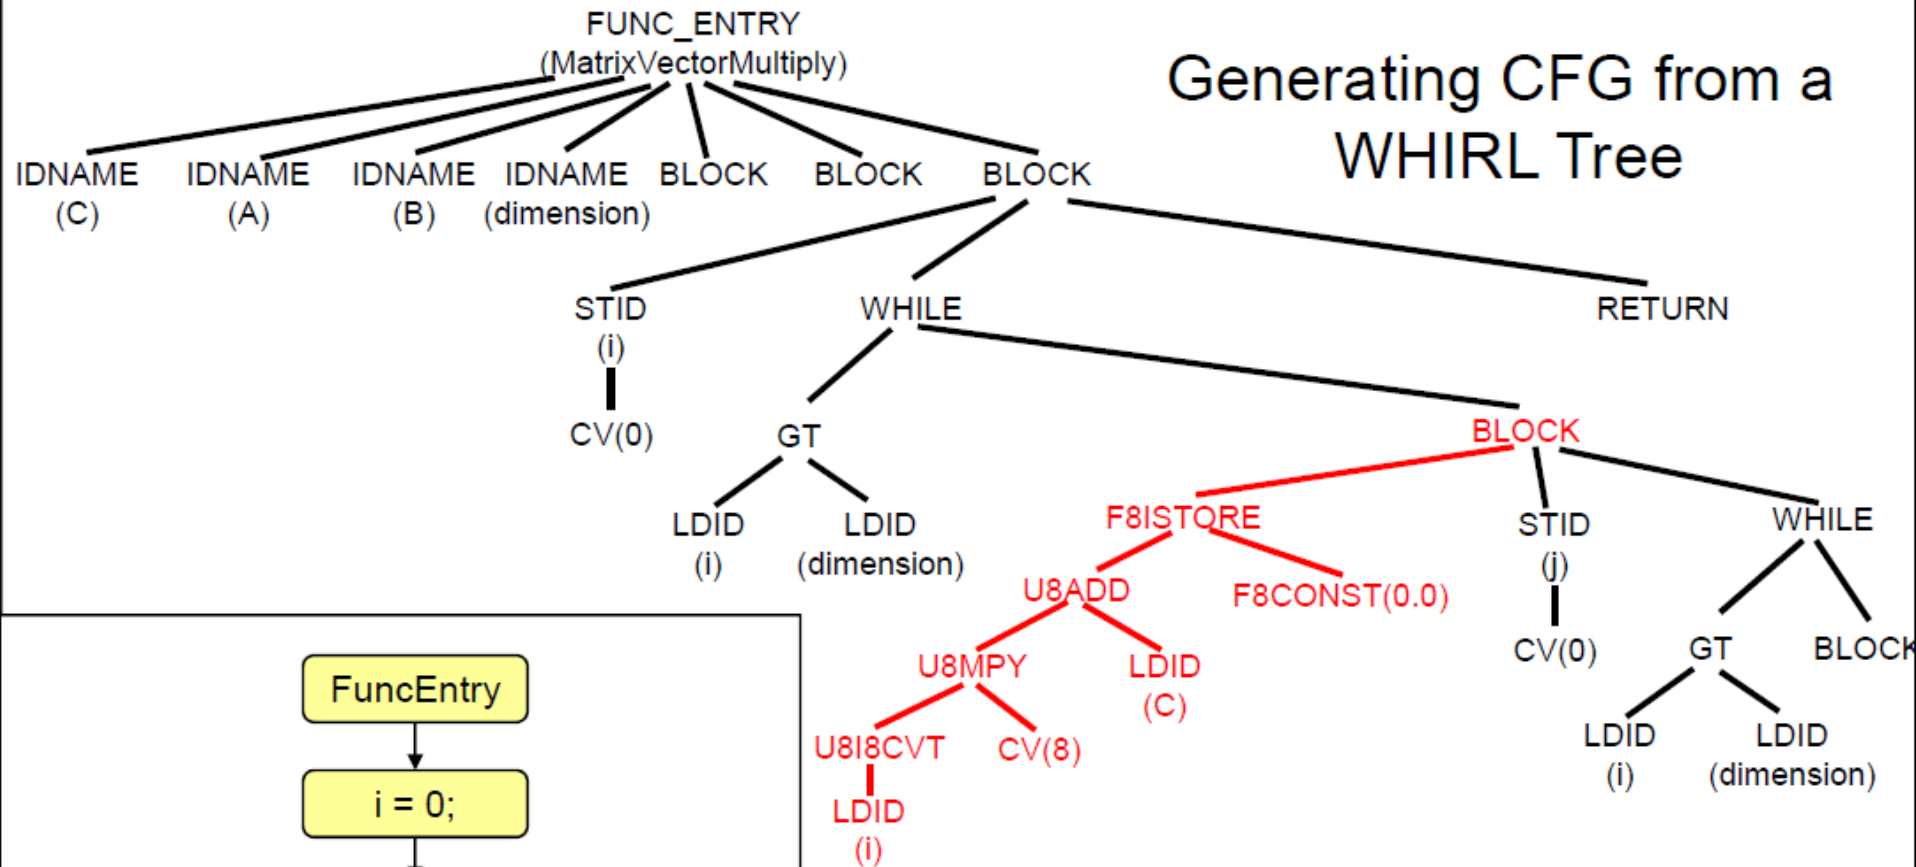 FUNC_ENTRY
(MatrixVectorMultiply)
Generating CFG from a
WHIRL Tree
IDNAME IDNAME IDNAME IDNAME BLOCK BLOCK BLOCK
(C) (A) (B) (dimension)
STID WHILE RETURN
(i)
CV(0) GT BLOCK
LDID LDID F8ISTORE STID WHILE
(i) (dimension) (j)
U8ADD F8CONST(0.0)
CV(0) GT BLOCK
U8MPY LDID
(C)
FuncEntry
U8I8CVT CV(8) LDID LDID
(i) (dimension)
i = 0;
LDID
(i)